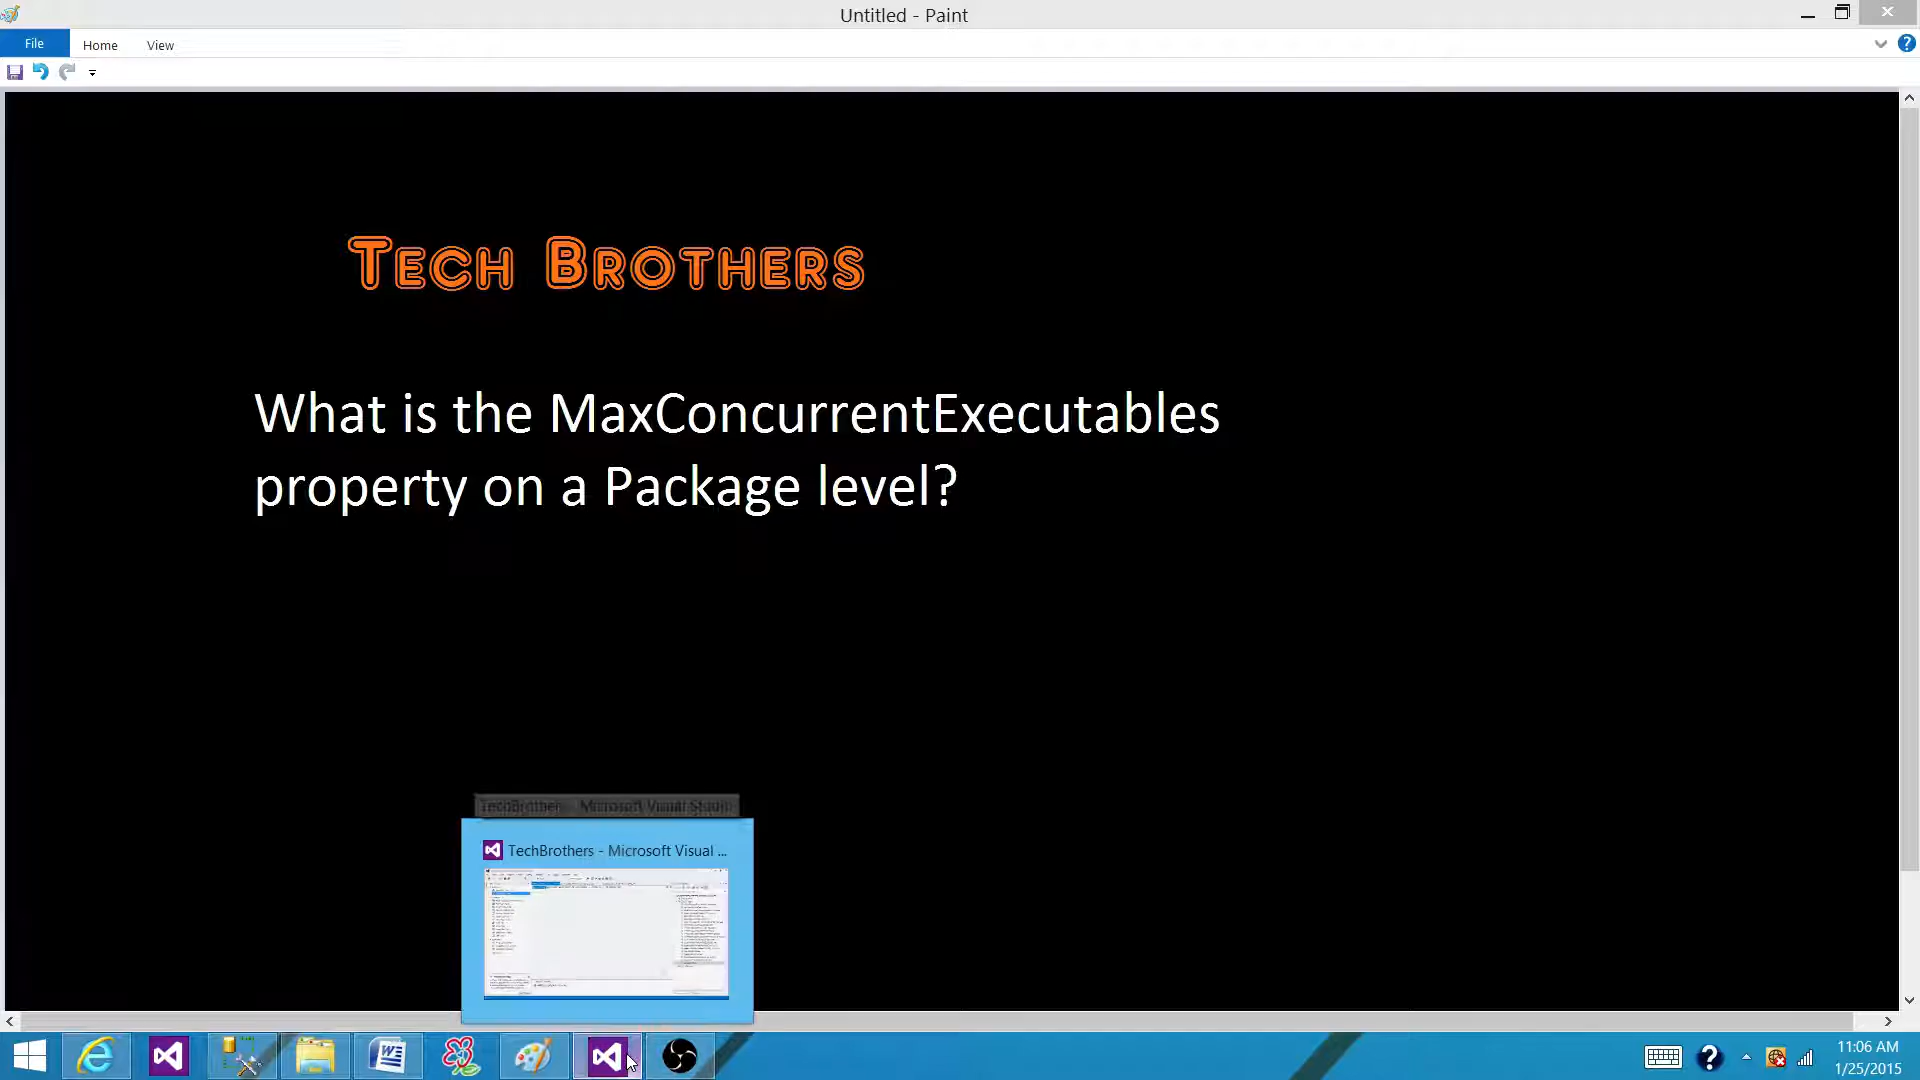 Untitled - Paint
File
Home
View
Tech Brothers
What is the MaxConcurrentExecutables
property on a Package level?
TechBrothers - Microsoft Visual Studio
TechBrothers - Microsoft Visual ...
11:06 AM
1/25/2015